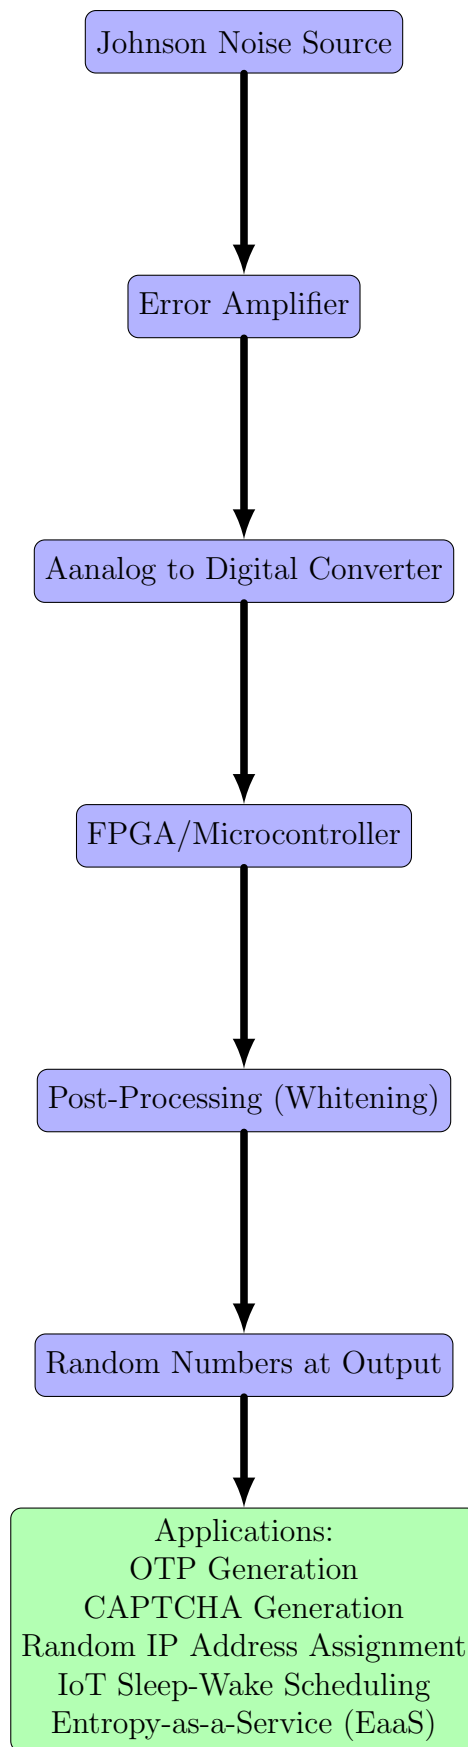 Johnson Noise Source
Error Amplifier
Aanalog to Digital Converter
FPGA/Microcontroller
Post-Processing (Whitening)
Random Numbers at Output
Applications:
OTP Generation
CAPTCHA Generation
Random IP Address Assignment
IoT Sleep-Wake Scheduling
Entropy-as-a-Service (EaaS)